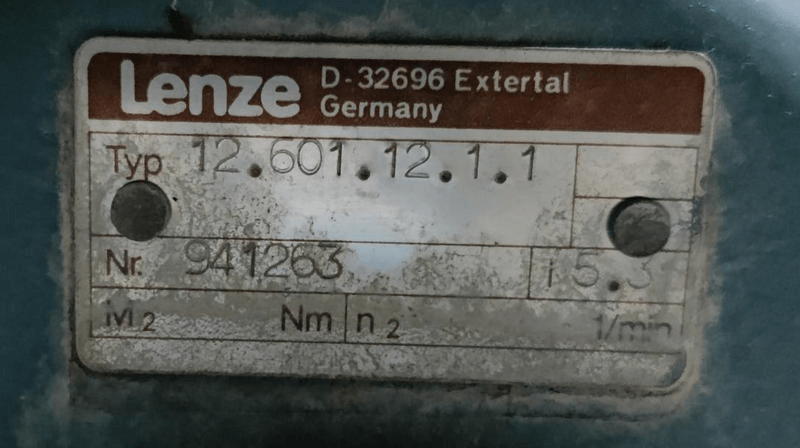 Lenze D-32696 Extertal
Germany
Typ 12.601.12.1.1
Nr. 941263 i 5.3
M2 Nm n2 1/min